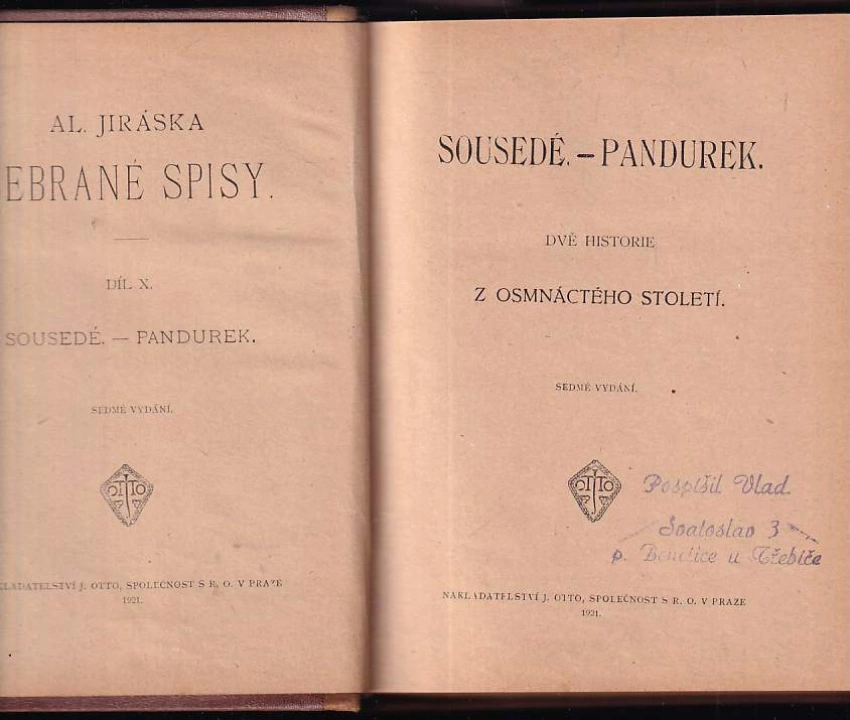 AL. JIRÁSKA
EBRANÉ SPISY.
DÍL X.
SOUSEDÉ. — PANDUREK.
SEDMÉ VYDÁNÍ.
OTTO
KLADATELSTVÍ J. OTTO, SPOLEČNOST S R. O. V PRAZE
1921.
SOUSEDÉ. — PANDUREK.
DVĚ HISTORIE
Z OSMNÁCTÉHO STOLETÍ.
SEDMÉ VYDÁNÍ.
OTTO
Pospíšil Vlad.
Svatoslav 3
p. Benetice u Třebíče
NAKLADATELSTVÍ J. OTTO, SPOLEČNOST S R. O. V PRAZE
1921.